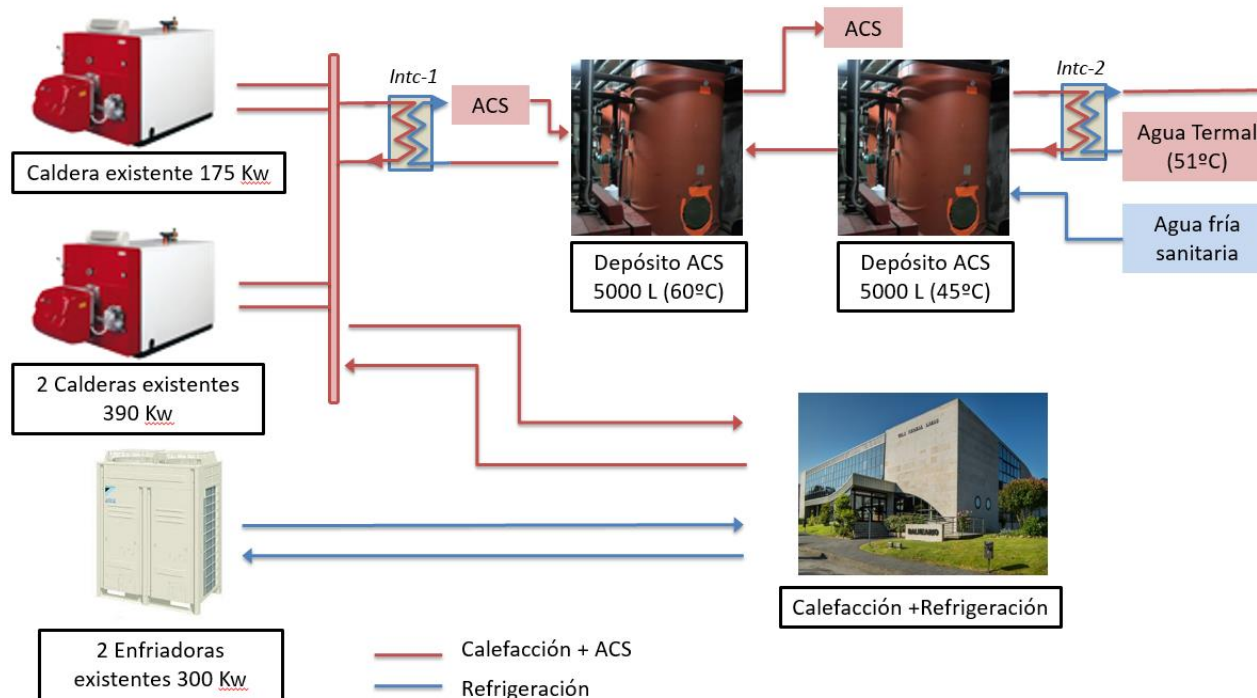 Intc-1
ACS
ACS
Intc-2
Agua Termal
(51ºC)
Caldera existente 175 Kw
Agua fría
sanitaria
Depósito ACS
5000 L (60ºC)
Depósito ACS
5000 L (45ºC)
2 Calderas existentes
390 Kw
BALNEARIO
Calefacción +Refrigeración
2 Enfriadoras
existentes 300 Kw
Calefacción + ACS
Refrigeración